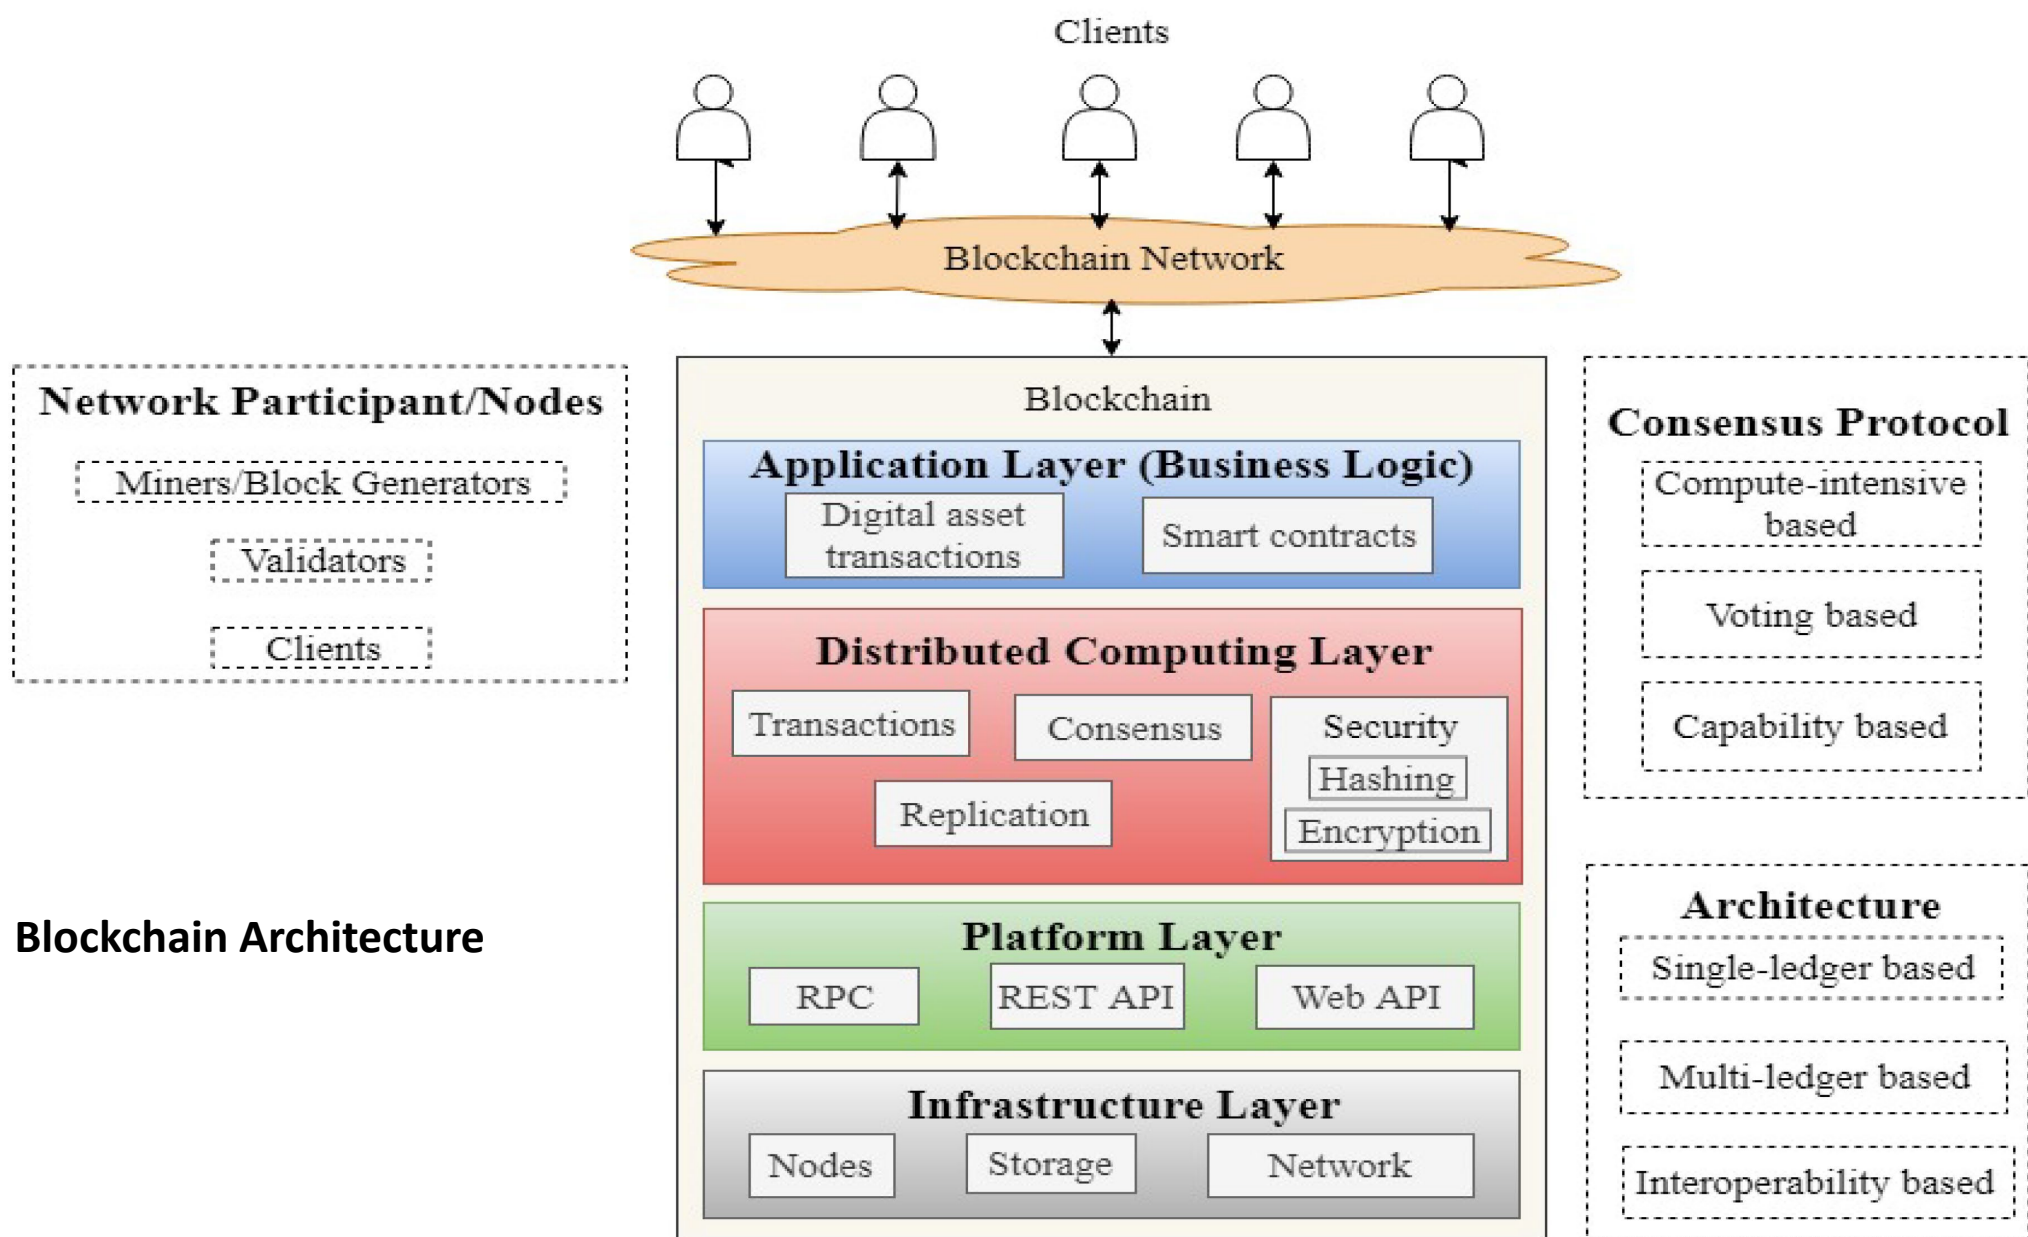 Clients
Blockchain Network
Network Participant/Nodes
Miners/Block Generators
Validators
Clients
Blockchain
Application Layer (Business Logic)
Digital asset
transactions
Smart contracts
Distributed Computing Layer
Transactions
Consensus
Security
Hashing
Encryption
Replication
Platform Layer
RPC
REST API
Web API
Infrastructure Layer
Nodes
Storage
Network
Consensus Protocol
Compute-intensive
based
Voting based
Capability based
Architecture
Single-ledger based
Multi-ledger based
Interoperability based
Blockchain Architecture